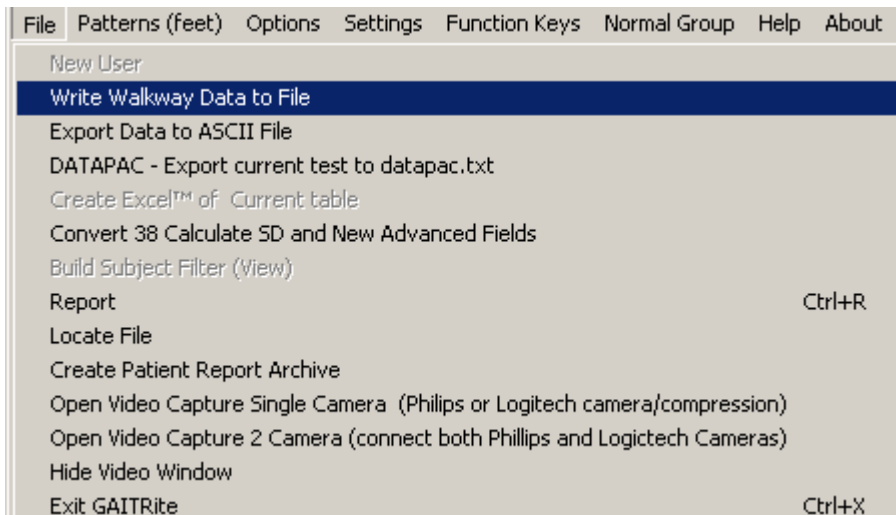 File Patterns (feet) Options Settings Function Keys Normal Group Help About
New User
Write Walkway Data to File
Export Data to ASCII File
DATAPAC - Export current test to datapac.txt
Create Excel™ of Current table
Convert 38 Calculate SD and New Advanced Fields
Build Subject Filter (View)
Report Ctrl+R
Locate File
Create Patient Report Archive
Open Video Capture Single Camera (Philips or Logitech camera/compression)
Open Video Capture 2 Camera (connect both Phillips and Logictech Cameras)
Hide Video Window
Exit GAITRite Ctrl+X